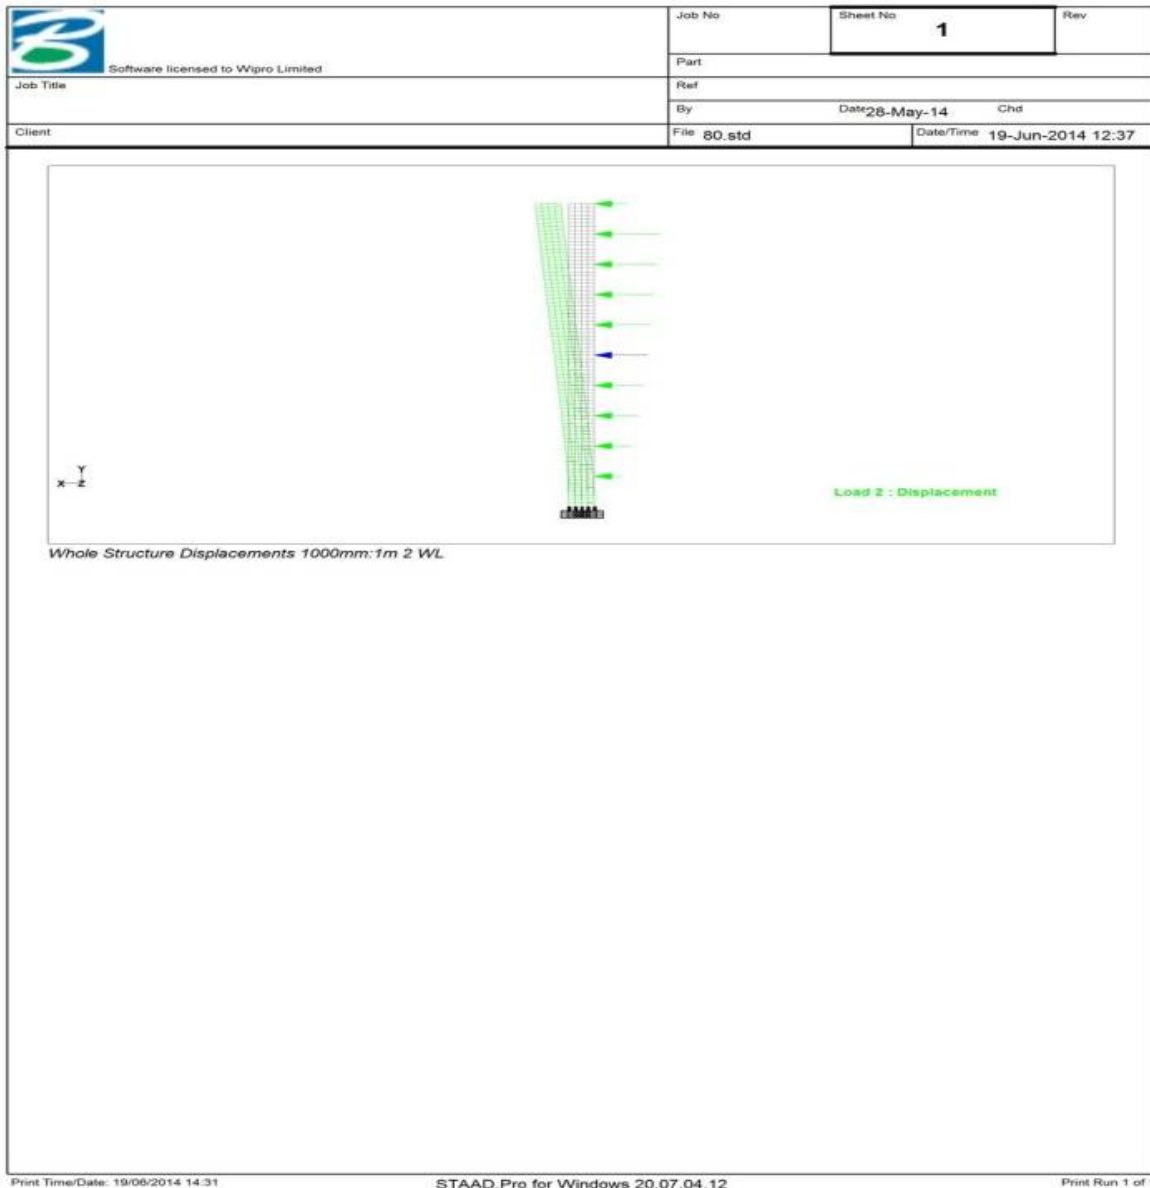 Software licensed to Wipro Limited
Job No
Sheet No
1
Rev
Part
Job Title
Ref
By
Date 28-May-14
Chd
Client
File 80.std
Date/Time 19-Jun-2014 12:37
Y
X Z
Load 2 : Displacement
Whole Structure Displacements 1000mm:1m 2 WL
Print Time/Date: 19/06/2014 14:31
STAAD.Pro for Windows 20.07.04.12
Print Run 1 of